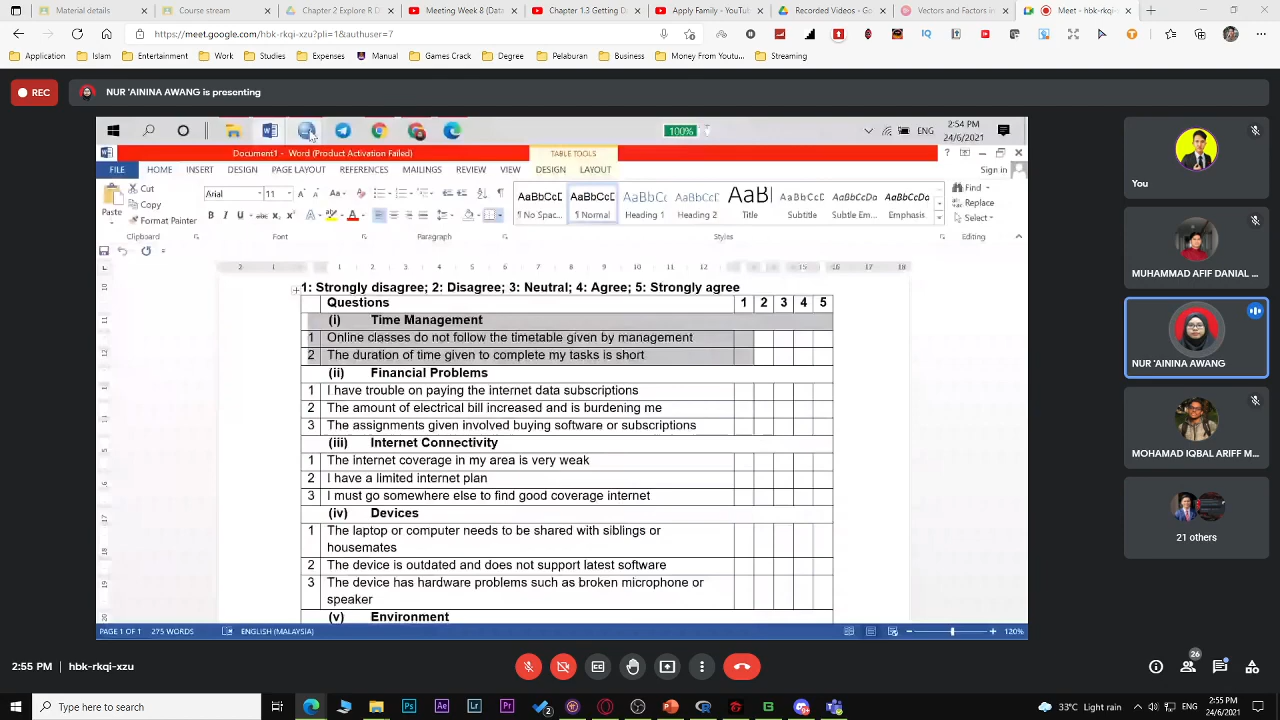 Material details
Course stream
Chapter 2 Explore R D
Meeting Week 8 (Data
Chapter 1.3 Getting Da
Apply Family - YouTub
Recorded Videos - Go
Vectors and Factors in
Meet - hbk-rkqi-
https://meet.google.com/hbk-rkqi-xzu?pli=1&authuser=7
Material
Islam
Entertainment
Work
Studies
Expenses
Manual
Games Crack
Degree
Pelaburan
Business
Money From Youtu...
Streaming
REC
NUR 'AININA AWANG is presenting
100%
ENG
2:54 PM
24/6/2021
Document1 - Word (Product Activation Failed)
TABLE TOOLS
FILE HOME INSERT DESIGN PAGE LAYOUT REFERENCES MAILINGS REVIEW VIEW DESIGN LAYOUT
Sign in
Paste
Cut
Copy
Format Painter
Arial
11
AaBbCcDc
¶ No Spac...
AaBbCcDc
¶ Normal
AaBbCc
Heading 1
AaBbCcC
Heading 2
AaBl
Title
AaBbCcC
Subtitle
AaBbCcDa
Subtle Em...
AaBbCcDa
Emphasis
Find
Replace
Select
Clipboard
Font
Paragraph
Styles
Editing
1: Strongly disagree; 2: Disagree; 3: Neutral; 4: Agree; 5: Strongly agree
Questions 1 2 3 4 5
(i) Time Management
1 Online classes do not follow the timetable given by management
2 The duration of time given to complete my tasks is short
(ii) Financial Problems
1 I have trouble on paying the internet data subscriptions
2 The amount of electrical bill increased and is burdening me
3 The assignments given involved buying software or subscriptions
(iii) Internet Connectivity
1 The internet coverage in my area is very weak
2 I have a limited internet plan
3 I must go somewhere else to find good coverage internet
(iv) Devices
1 The laptop or computer needs to be shared with siblings or
housemates
2 The device is outdated and does not support latest software
3 The device has hardware problems such as broken microphone or
speaker
(v) Environment
PAGE 1 OF 1 275 WORDS ENGLISH (MALAYSIA)
120%
You
MUHAMMAD AFIF DANIAL ...
NUR 'AININA AWANG
MOHAMAD IQBAL ARIFF M...
21 others
2:55 PM
hbk-rkqi-xzu
26
Type here to search
33°C Light rain
ENG
2:55 PM
24/6/2021